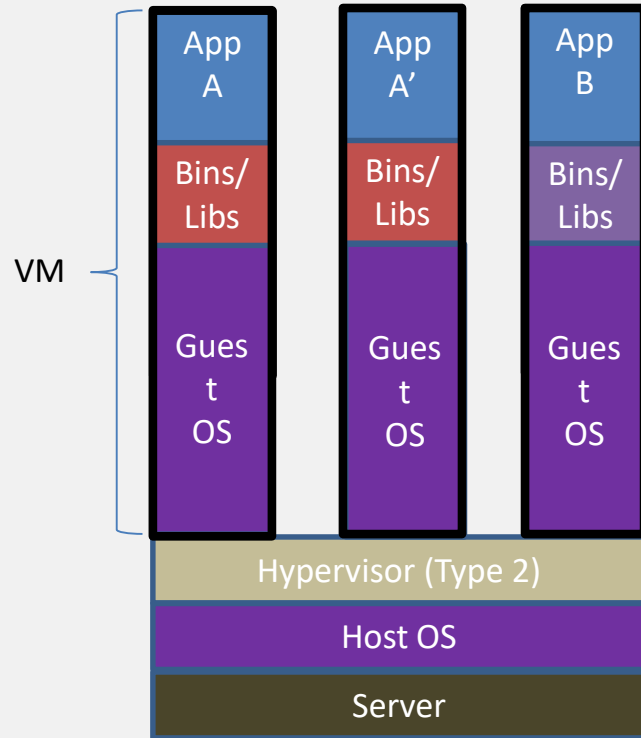 App
A
App
A’
App
B
Bins/
Libs
Bins/
Libs
Bins/
Libs
VM
Gues
t
OS
Gues
t
OS
Gues
t
OS
Hypervisor (Type 2)
Host OS
Server